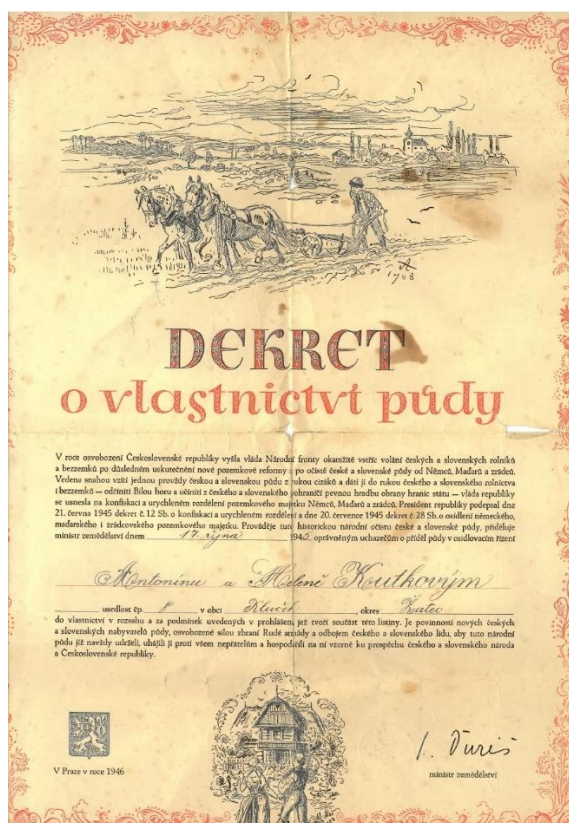 1908
DEKRET
o vlastnictví půdy
V roce osvobození Československé republiky vyšla vláda Národní fronty okamžitě vstříc volání českých a slovenských rolníků
a bezzemků po důsledném uskutečnění nové pozemkové reformy a po očistě české a slovenské půdy od Němců, Maďarů a zrádců.
Vedena snahou vzíti jednou provždy českou a slovenskou půdu z rukou cizáků a dáti ji do rukou českého a slovenského rolnictva
i bezzemků — odčiniti Bílou horu a učiniti z českého a slovenského pohraničí pevnou hradbu obrany hranic státu — vláda republiky
se usnesla na konfiskaci a urychleném rozdělení pozemkového majetku Němců, Maďarů a zrádců. President republiky podepsal dne
21. června 1945 dekret č. 12 Sb. o konfiskaci a urychleném rozdělení a dne 20. července 1945 dekret č. 28 Sb. o osídlení německého,
maďarského i zrádcovského pozemkového majetku. Prováděje tuto historickou národní očistu české a slovenské půdy, přiděluje
ministr zemědělství dnem 17. října 194 oprávněným uchazečům o příděl půdy v osidlovacím řízení
Antonínu a Heleně Koutkovým
usedlost čp. 8 v obci okres Žatec
do vlastnictví v rozsahu a za podmínek uvedených v prohlášení, jež tvoří součást této listiny. Je povinností nových českých
a slovenských nabyvatelů půdy, osvobozené silou zbraní Rudé armády a odbojem českého a slovenského lidu, aby tuto národní
půdu již navždy udrželi, uhájili ji proti všem nepřátelům a hospodařili na ní vzorně ku prospěchu českého a slovenského národa
a Československé republiky.
V Praze v roce 1946
J. Ďuriš
ministr zemědělství